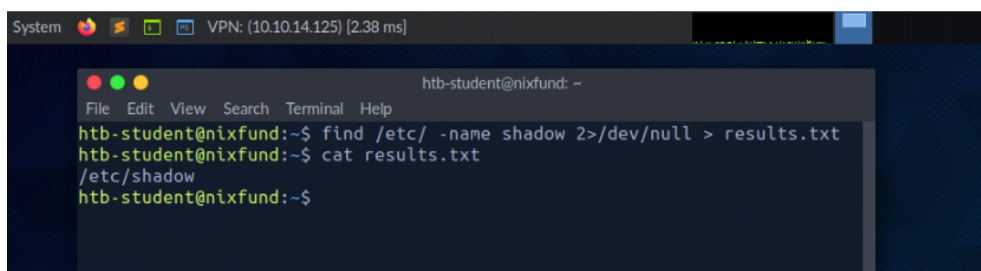 System VPN: (10.10.14.125) [2.38 ms]
htb-student@nixfund: ~
File Edit View Search Terminal Help
htb-student@nixfund:~$ find /etc/ -name shadow 2>/dev/null > results.txt
htb-student@nixfund:~$ cat results.txt
/etc/shadow
htb-student@nixfund:~$